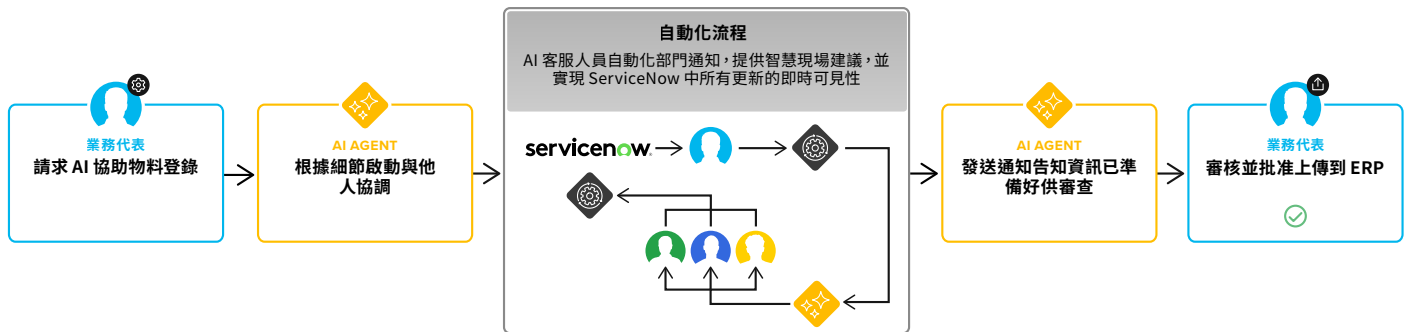 業務代表
請求 AI 協助物料登錄
AI AGENT
根據細節啟動與他
人協調
自動化流程
AI 客服人員自動化部門通知，提供智慧現場建議，並
實現 ServiceNow 中所有更新的即時可見性
servicenow
AI AGENT
發送通知告知資訊已準
備好供審查
業務代表
審核並批准上傳到 ERP